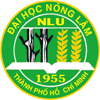 ĐẠI HỌC NÔNG LÂM
NLU
1955
THÀNH PHỐ HỒ CHÍ MINH